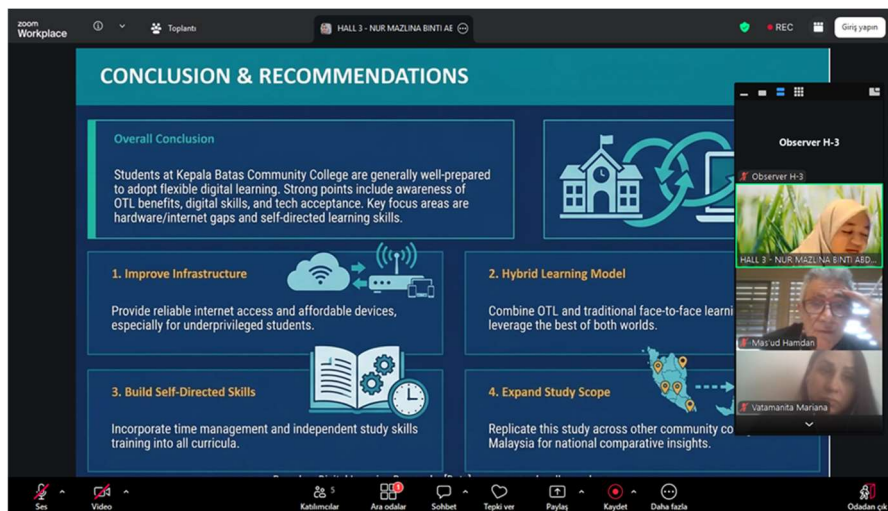 zoom
Workplace
Toplantı
HALL 3 - NUR MAZLINA BINTI AE
REC
Giriş yapın
CONCLUSION & RECOMMENDATIONS
Overall Conclusion
Students at Kepala Batas Community College are generally well-prepared
to adopt flexible digital learning. Strong points include awareness of
OTL benefits, digital skills, and tech acceptance. Key focus areas are
hardware/internet gaps and self-directed learning skills.
1. Improve Infrastructure
Provide reliable internet access and affordable devices,
especially for underprivileged students.
2. Hybrid Learning Model
Combine OTL and traditional face-to-face learni
leverage the best of both worlds.
3. Build Self-Directed Skills
Incorporate time management and independent study skills
training into all curricula.
4. Expand Study Scope
Replicate this study across other community co
Malaysia for national comparative insights.
Observer H-3
Observer H-3
HALL 3 - NUR MAZLINA BINTI ABD...
Mas'ud Hamdan
Vatamanita Mariana
Ses
Video
5
Katılımcılar
1
Ara odalar
Sohbet
Tepki ver
Paylaş
Kaydet
Daha fazla
Odadan çık